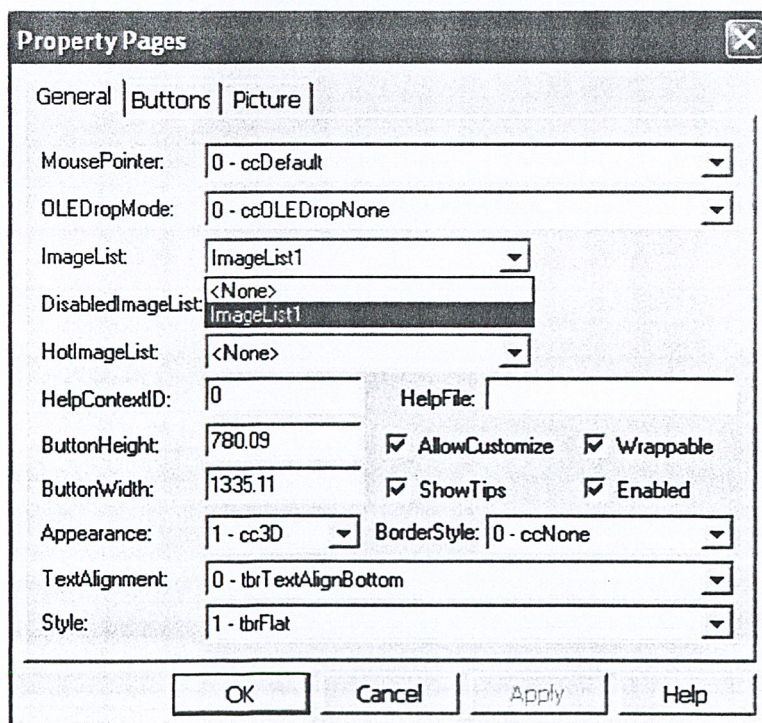 Property Pages
General Buttons Picture
MousePointer: 0 - ccDefault
OLEDropMode: 0 - ccOLEDropNone
ImageList: ImageList1
<None>
DisabledImageList: ImageList1
HotImageList: <None>
HelpContextID: 0 HelpFile:
ButtonHeight: 780.09 AllowCustomize Wrappable
ButtonWidth: 1335.11 ShowTips Enabled
Appearance: 1 - cc3D BorderStyle: 0 - ccNone
TextAlignment: 0 - tbrTextAlignBottom
Style: 1 - tbrFlat
OK Cancel Apply Help